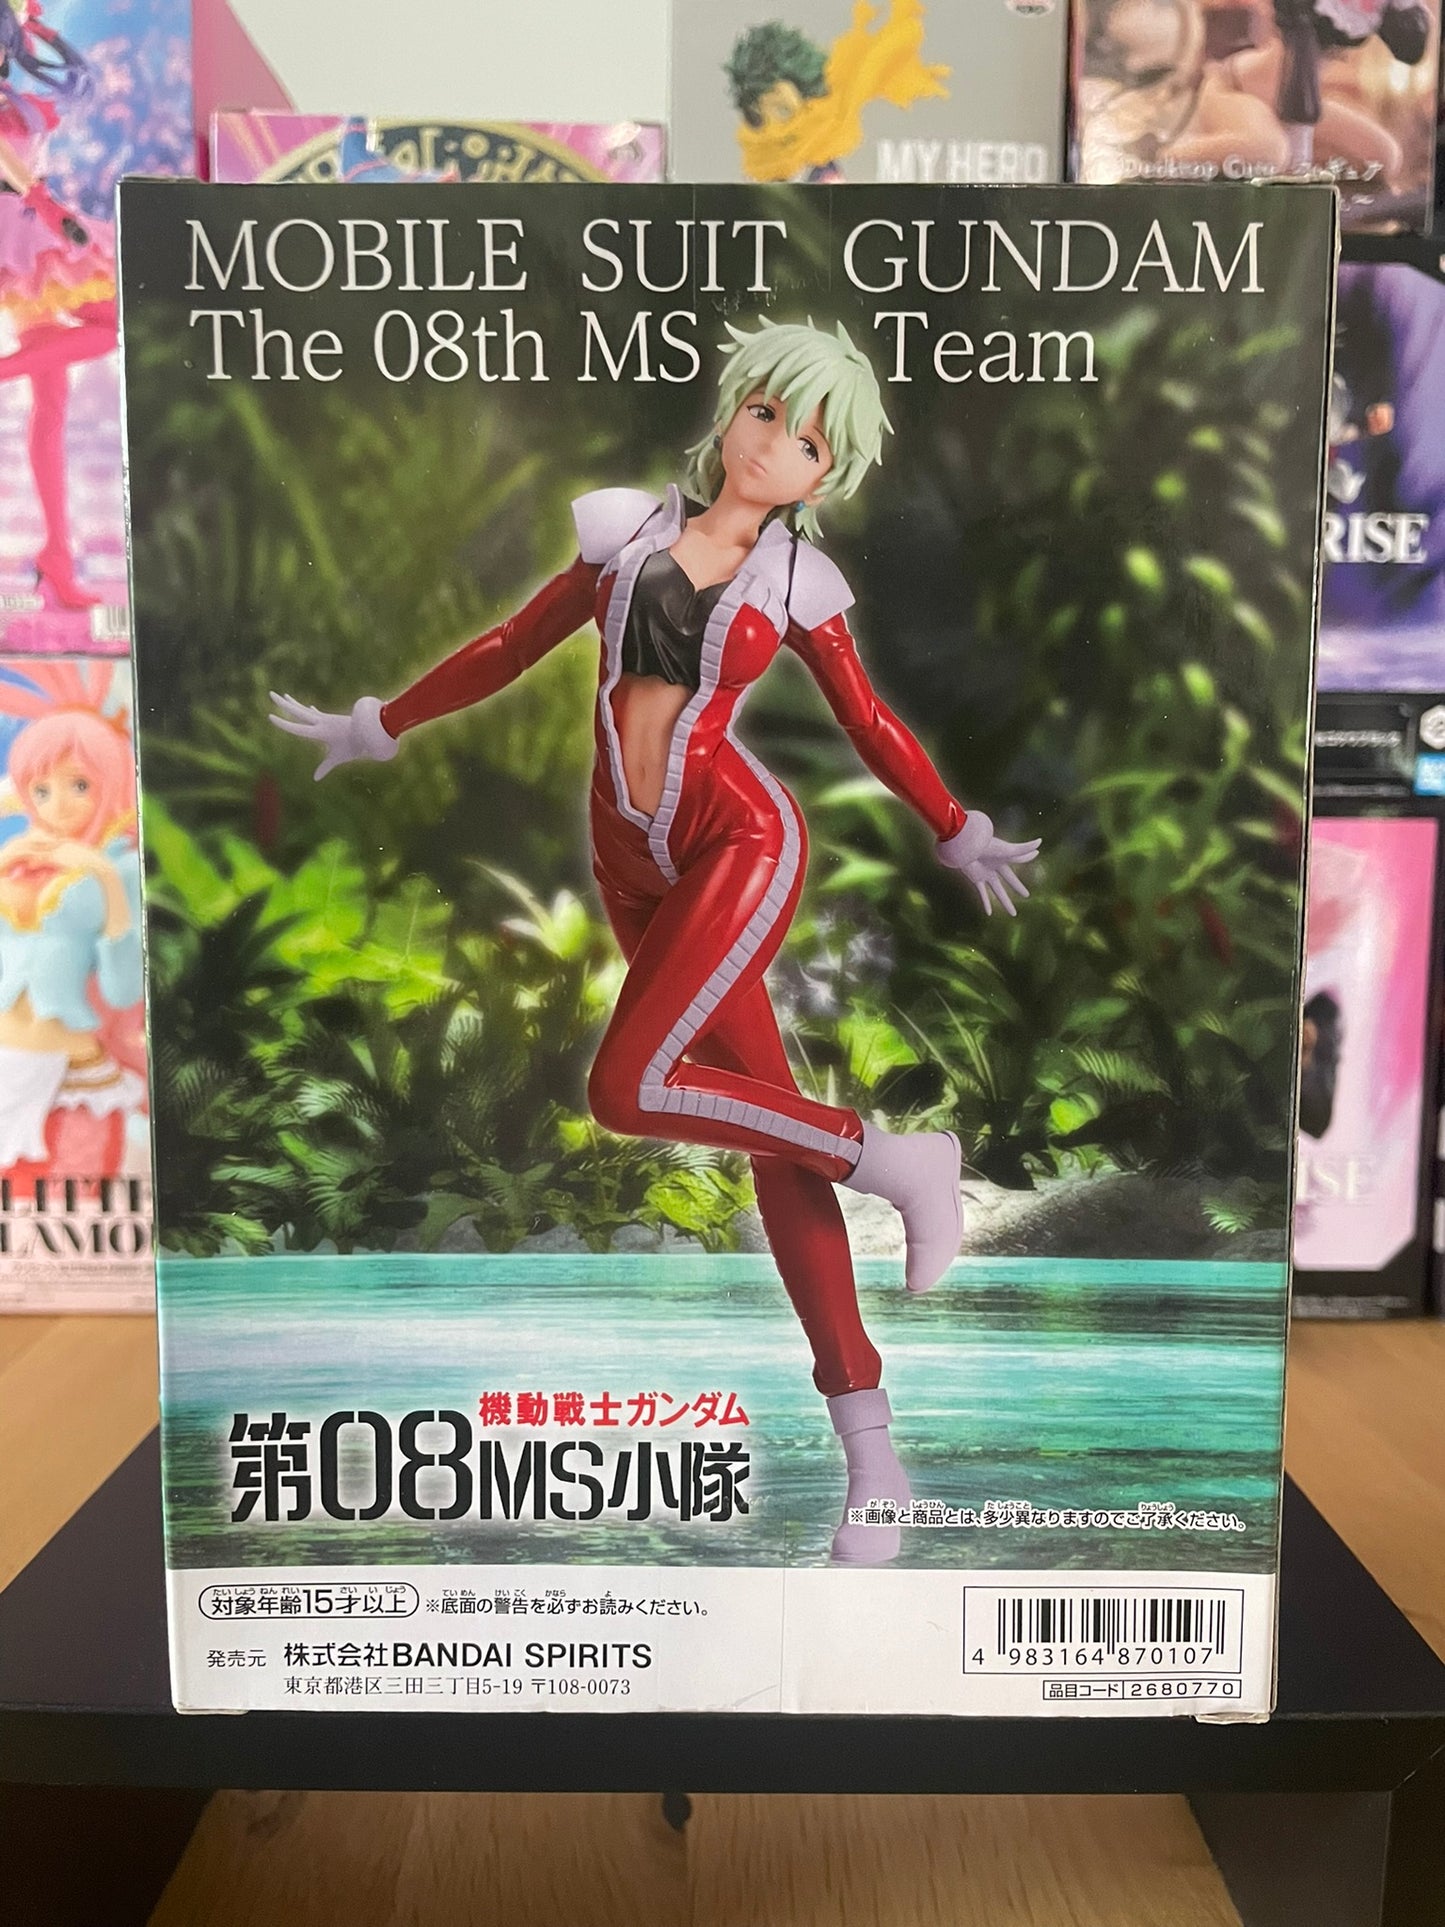 MY HERO
MOBILE SUIT GUNDAM
The 08th MS Team
RISE
機動戦士ガンダム
第08MS小隊
※画像と商品とは、多少異なりますのでご了承ください。
対象年齢15才以上
※底面の警告を必ずお読みください。
発売元 株式会社BANDAI SPIRITS
東京都港区三田三丁目5-19 〒108-0073
4 983164 870107
品目コード 2680770